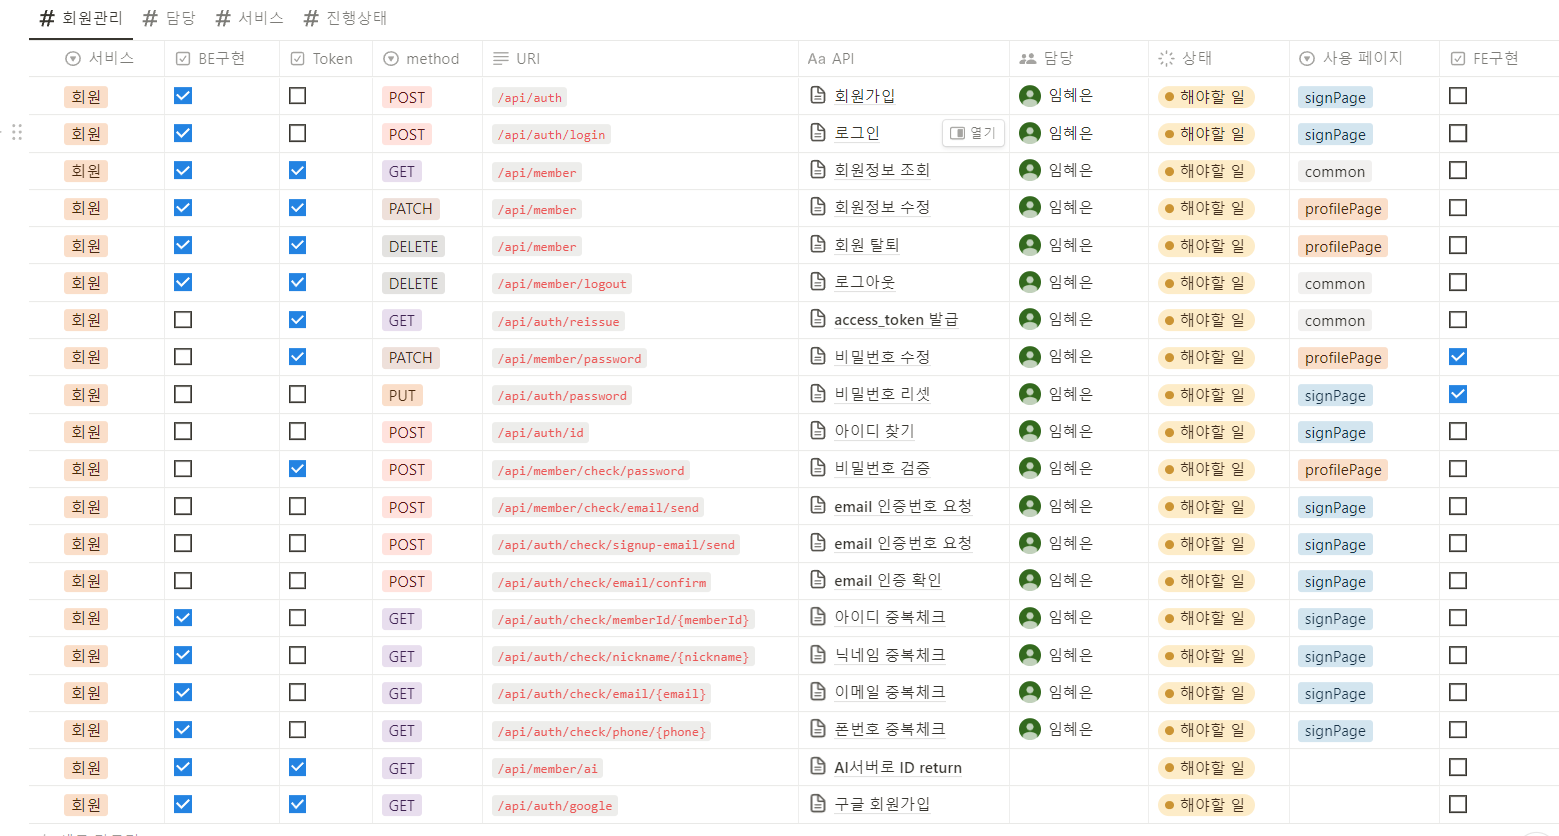 회원관리 담당 서비스 진행상태
서비스 BE구현 Token method URI Aa API 담당 상태 사용 페이지 FE구현
회원 POST /api/auth 회원가입 임혜은 해야할 일 signPage
회원 POST /api/auth/login 로그인 열기 임혜은 해야할 일 signPage
회원 GET /api/member 회원정보 조회 임혜은 해야할 일 common
회원 PATCH /api/member 회원정보 수정 임혜은 해야할 일 profilePage
회원 DELETE /api/member 회원 탈퇴 임혜은 해야할 일 profilePage
회원 DELETE /api/member/logout 로그아웃 임혜은 해야할 일 common
회원 GET /api/auth/reissue access_token 발급 임혜은 해야할 일 common
회원 PATCH /api/member/password 비밀번호 수정 임혜은 해야할 일 profilePage
회원 PUT /api/auth/password 비밀번호 리셋 임혜은 해야할 일 signPage
회원 POST /api/auth/id 아이디 찾기 임혜은 해야할 일 signPage
회원 POST /api/member/check/password 비밀번호 검증 임혜은 해야할 일 profilePage
회원 POST /api/member/check/email/send email 인증번호 요청 임혜은 해야할 일 signPage
회원 POST /api/auth/check/signup-email/send email 인증번호 요청 임혜은 해야할 일 signPage
회원 POST /api/auth/check/email/confirm email 인증 확인 임혜은 해야할 일 signPage
회원 GET /api/auth/check/memberId/{memberId} 아이디 중복체크 임혜은 해야할 일 signPage
회원 GET /api/auth/check/nickname/{nickname} 닉네임 중복체크 임혜은 해야할 일 signPage
회원 GET /api/auth/check/email/{email} 이메일 중복체크 임혜은 해야할 일 signPage
회원 GET /api/auth/check/phone/{phone} 폰번호 중복체크 임혜은 해야할 일 signPage
회원 GET /api/member/ai AI서버로 ID return 해야할 일
회원 GET /api/auth/google 구글 회원가입 해야할 일